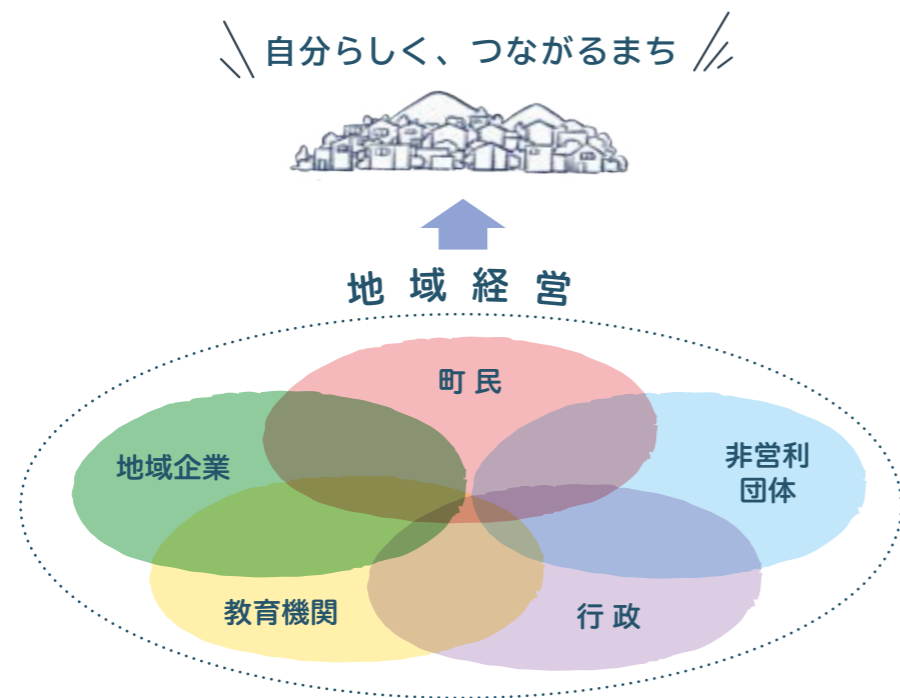 自分らしく、つながるまち
地域経営
町民
地域企業
非営利
団体
教育機関
行政